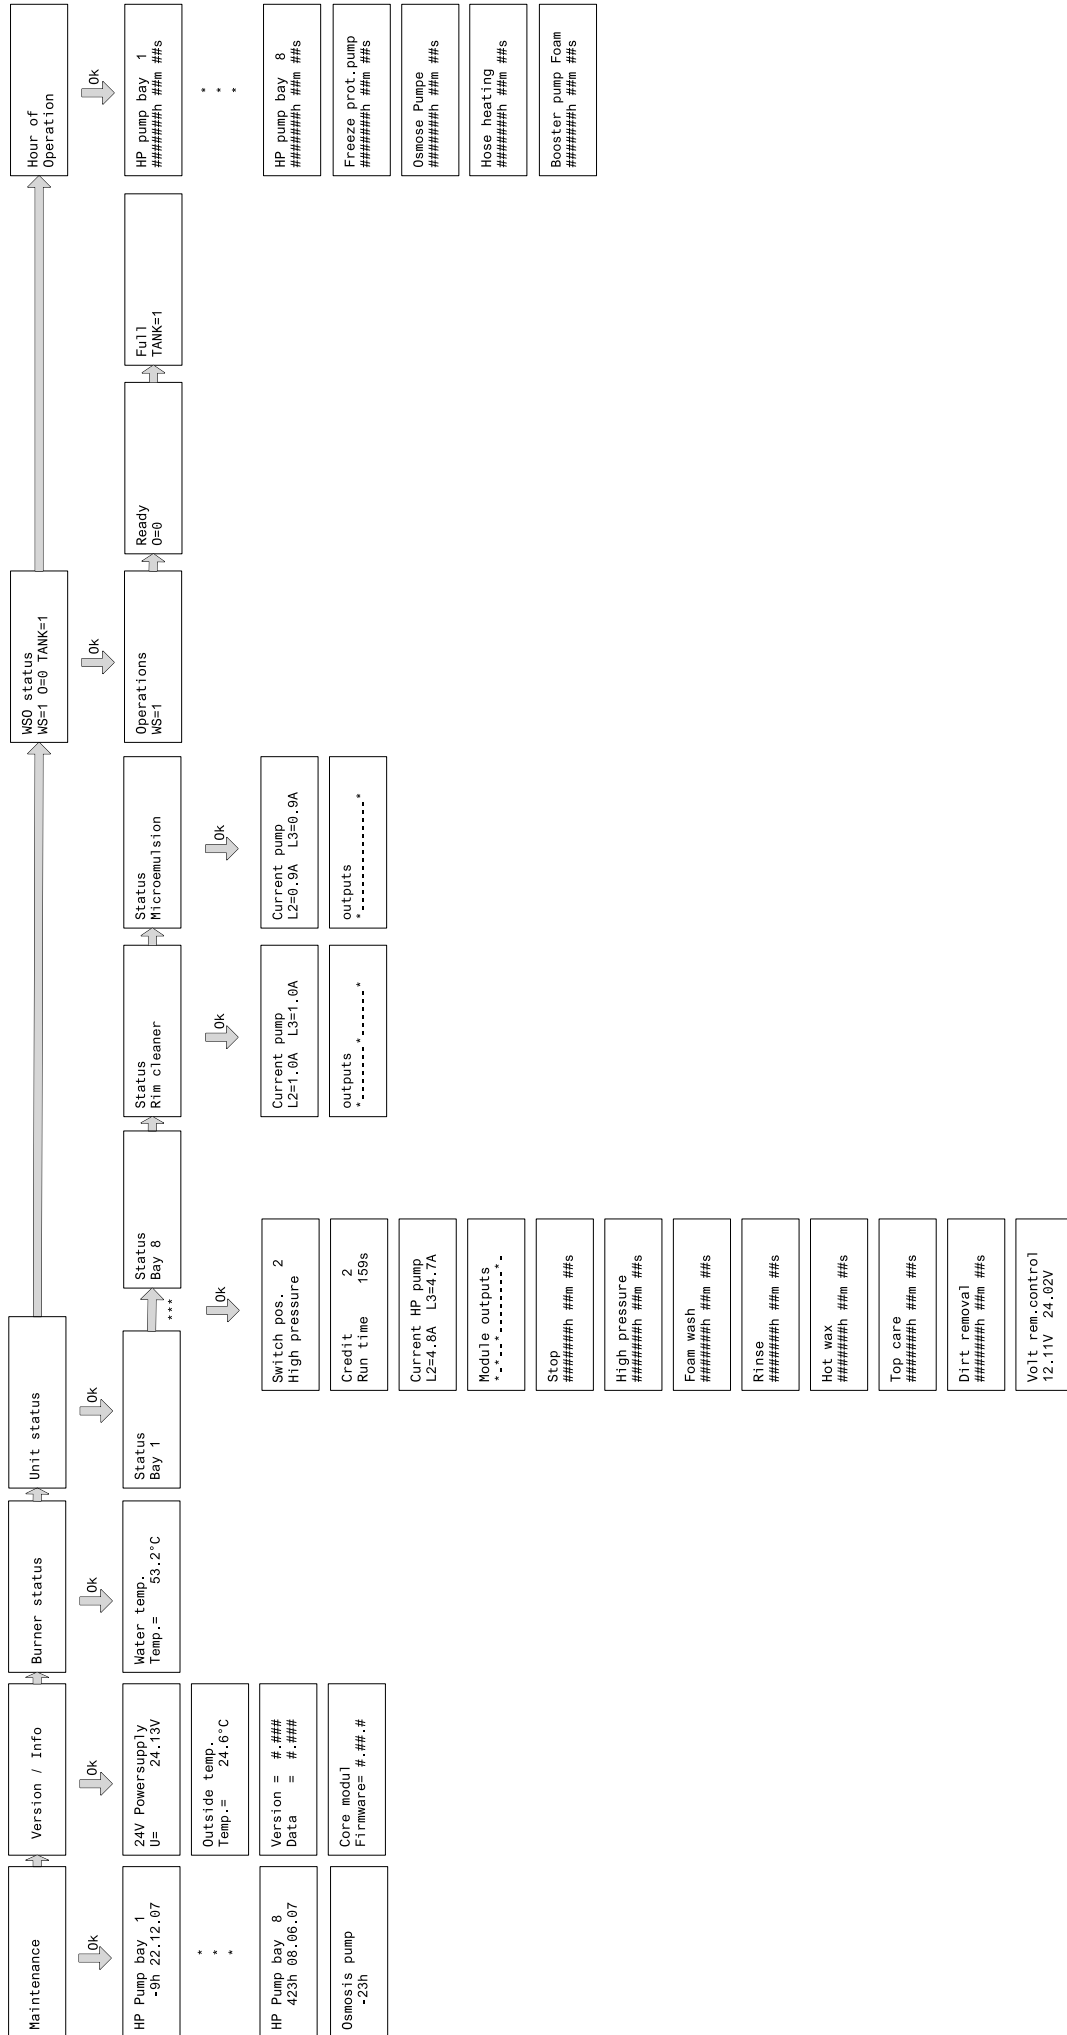 Maintenance
Ok
HP Pump bay  1
-9h 22.12.07
*
*
*
HP Pump bay  8
423h 08.06.07
Osmosis pump
-23h
Version / Info
Ok
24V Powersupply
U=      24.13V
Outside temp.
Temp.=   24.6°C
Version = #.###
Data    = #.###
Core modul
Firmware= #.##.#
Burner status
Ok
Water temp.
Temp.=   53.2°C
Unit status
Ok
Status
Bay 1
***
Status
Bay 8
Ok
Switch pos.  2
High pressure
Credit      2
Run time   159s
Current HP pump
L2=4.8A  L3=4.7A
Module outputs
*-*--*--------*-
Stop
#######h ##m ##s
High pressure
#######h ##m ##s
Foam wash
#######h ##m ##s
Rinse
#######h ##m ##s
Hot wax
#######h ##m ##s
Top care
#######h ##m ##s
Dirt removal
#######h ##m ##s
Volt rem.control
12.11V  24.02V
Status
Rim cleaner
Ok
Current pump
L2=1.0A  L3=1.0A
outputs
*-------*------*
Status
Microemulsion
Ok
Current pump
L2=0.9A  L3=0.9A
outputs
*--------------*
WSO status
WS=1 O=0 TANK=1
Ok
Operations
WS=1
Ready
O=0
Full
TANK=1
Hour of
Operation
Ok
HP pump bay  1
#######h ##m ##s
*
*
*
HP pump bay  8
#######h ##m ##s
Freeze prot.pump
#######h ##m ##s
Osmose Pumpe
#######h ##m ##s
Hose heating
#######h ##m ##s
Booster pump Foam
#######h ##m ##s